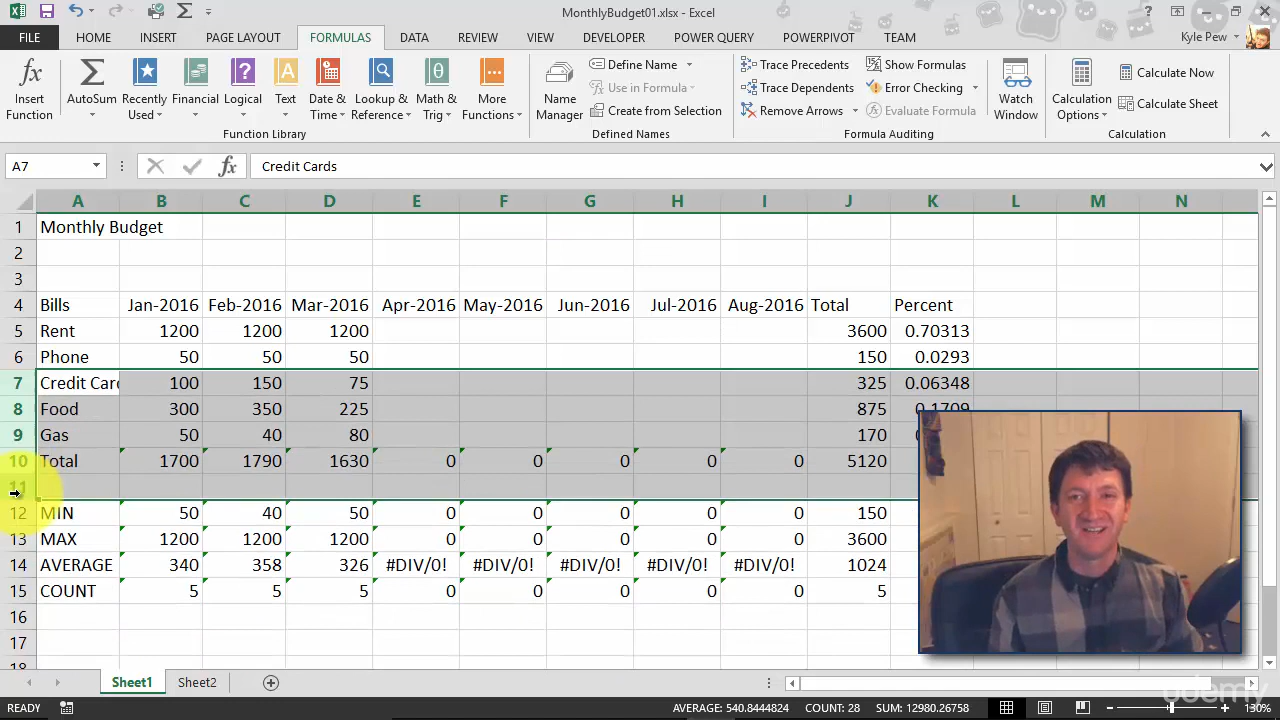 MonthlyBudget01.xlsx - Excel
FILE HOME INSERT PAGE LAYOUT FORMULAS DATA REVIEW VIEW DEVELOPER POWER QUERY POWERPIVOT TEAM Kyle Pew
Insert Function
AutoSum
Recently Used
Financial
Logical
Text
Date & Time
Lookup & Reference
Math & Trig
More Functions
Function Library
Name Manager
Define Name
Use in Formula
Create from Selection
Defined Names
Trace Precedents
Trace Dependents
Remove Arrows
Show Formulas
Error Checking
Evaluate Formula
Formula Auditing
Watch Window
Calculation Options
Calculate Now
Calculate Sheet
Calculation
A7 fx Credit Cards
A B C D E F G H I J K L M N
1 Monthly Budget
2
3
4 Bills Jan-2016 Feb-2016 Mar-2016 Apr-2016 May-2016 Jun-2016 Jul-2016 Aug-2016 Total Percent
5 Rent 1200 1200 1200 3600 0.70313
6 Phone 50 50 50 150 0.0293
7 Credit Card 100 150 75 325 0.06348
8 Food 300 350 225 875 0.1709
9 Gas 50 40 80 170
10 Total 1700 1790 1630 0 0 0 0 0 5120
11
12 MIN 50 40 50 0 0 0 0 0 150
13 MAX 1200 1200 1200 0 0 0 0 0 3600
14 AVERAGE 340 358 326 #DIV/0! #DIV/0! #DIV/0! #DIV/0! #DIV/0! 1024
15 COUNT 5 5 5 0 0 0 0 0 5
16
17
18
Sheet1 Sheet2
udemy
READY AVERAGE: 540.8444824 COUNT: 28 SUM: 12980.26758 130%